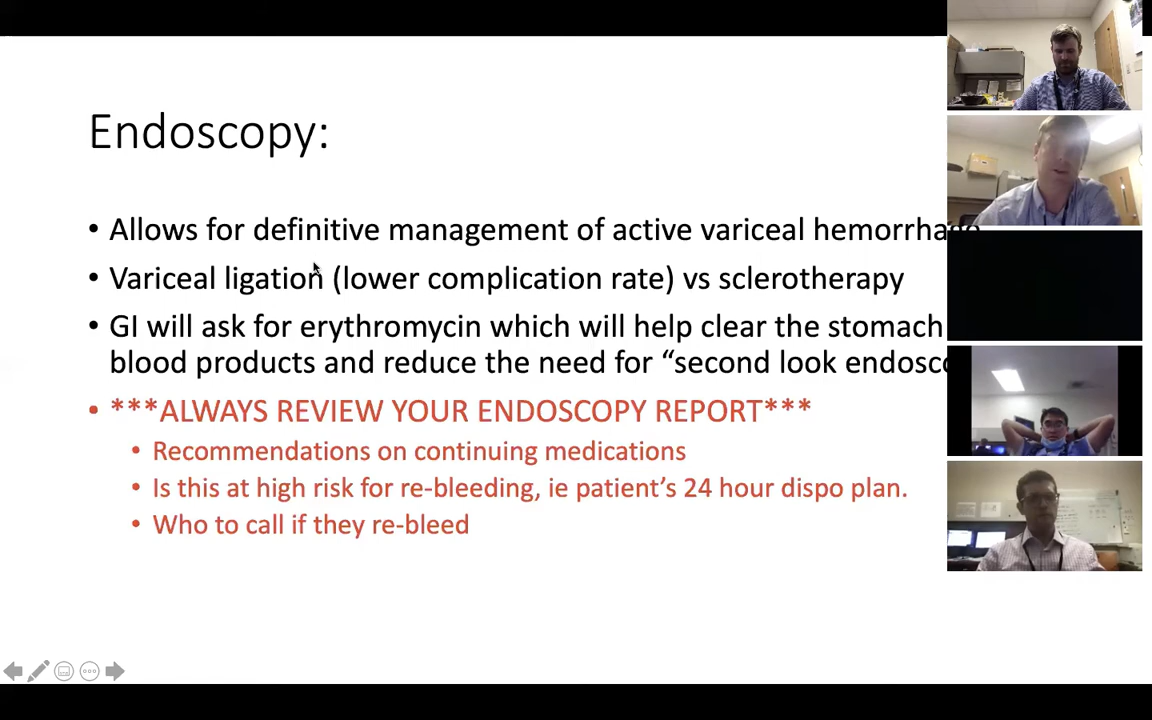 Endoscopy:
• Allows for definitive management of active variceal hemorrhage
• Variceal ligation (lower complication rate) vs sclerotherapy
• GI will ask for erythromycin which will help clear the stomach
blood products and reduce the need for “second look
• ***ALWAYS REVIEW YOUR ENDOSCOPY REPORT***
• Recommendations on continuing medications
• Is this at high risk for re-bleeding, ie patient’s 24 hour dispo plan.
• Who to call if they re-bleed